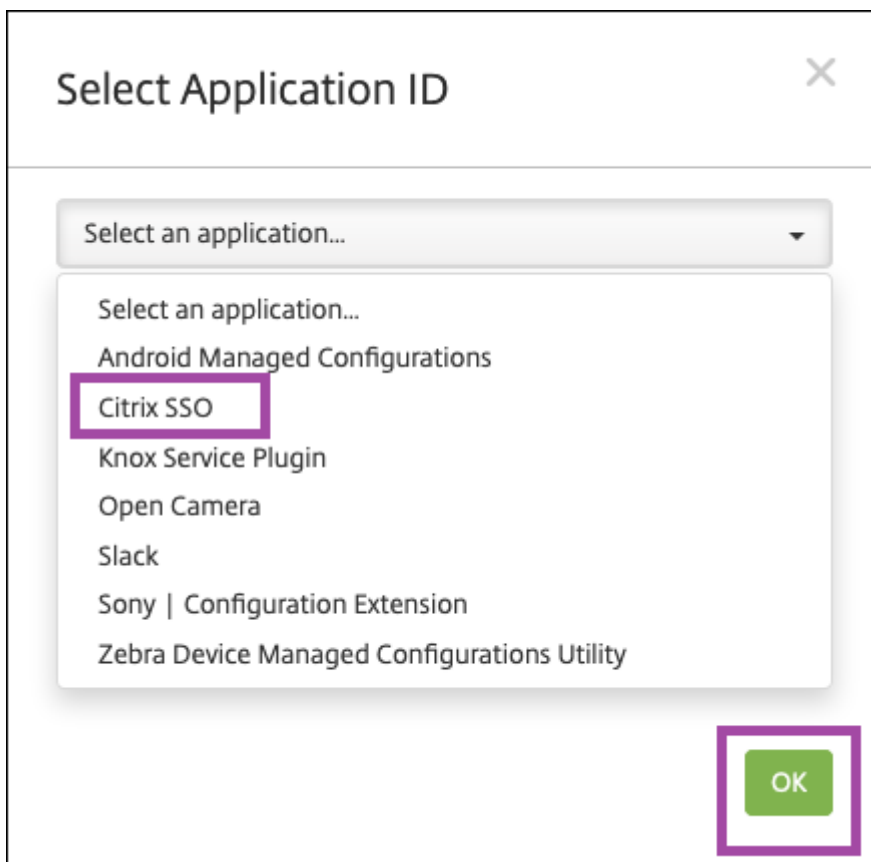 Select Application ID
Select an application...
Select an application...
Android Managed Configurations
Citrix SSO
Knox Service Plugin
Open Camera
Slack
Sony | Configuration Extension
Zebra Device Managed Configurations Utility
OK